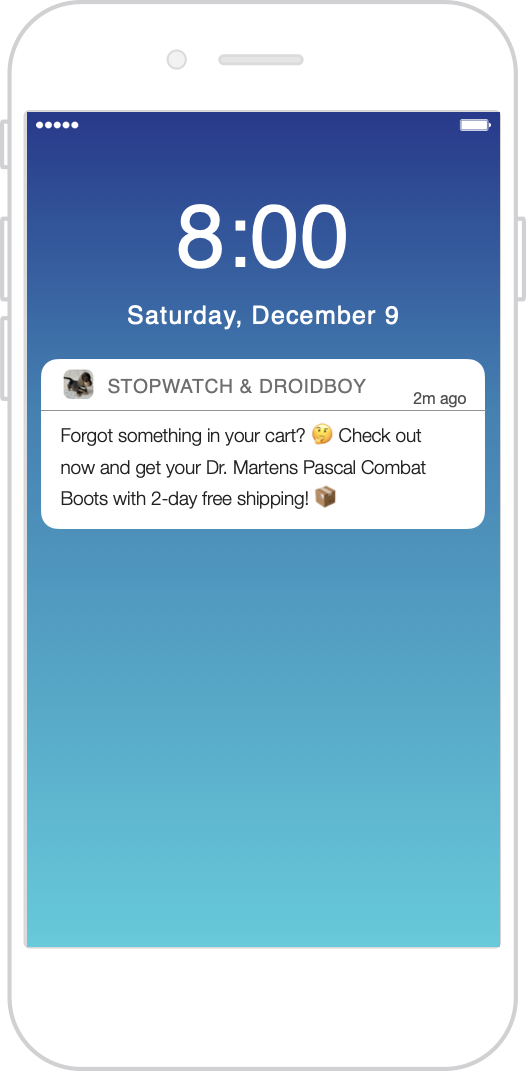 8:00
Saturday, December 9
STOPWATCH & DROIDBOY
2m ago
Forgot something in your cart? 🤔 Check out
now and get your Dr. Martens Pascal Combat
Boots with 2-day free shipping! 📦